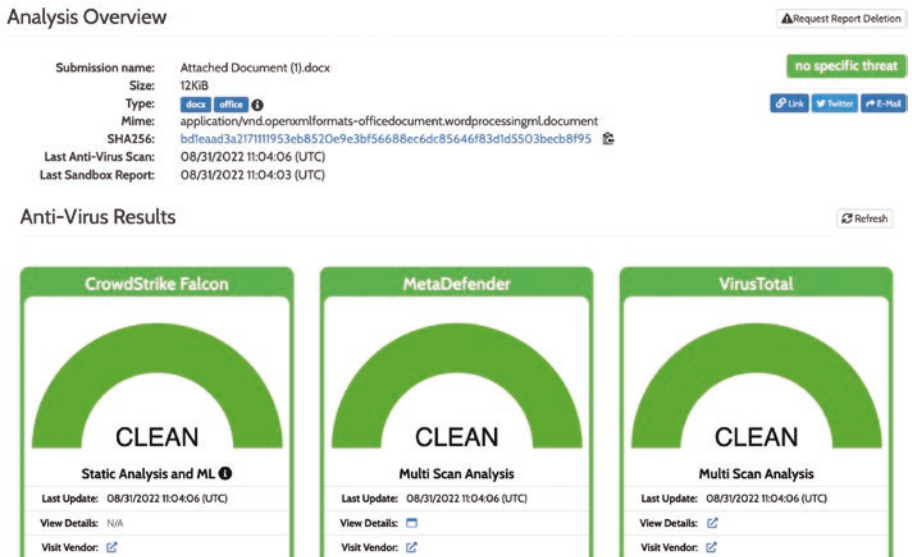 Analysis Overview
Request Report Deletion
Submission name: Attached Document (1).docx
no specific threat
Size: 12KiB
Type: docx office
Link Twitter E-Mail
Mime: application/vnd.openxmlformats-officedocument.wordprocessingml.document
SHA256: bd1eaad3a2171111953eb8520e9e3bf56688ec6dc85646f83d1d5503becb8f95
Last Anti-Virus Scan: 08/31/2022 11:04:06 (UTC)
Last Sandbox Report: 08/31/2022 11:04:03 (UTC)
Anti-Virus Results
Refresh
CrowdStrike Falcon
CLEAN
Static Analysis and ML
Last Update: 08/31/2022 11:04:06 (UTC)
View Details: N/A
Visit Vendor:
MetaDefender
CLEAN
Multi Scan Analysis
Last Update: 08/31/2022 11:04:06 (UTC)
View Details:
Visit Vendor:
VirusTotal
CLEAN
Multi Scan Analysis
Last Update: 08/31/2022 11:04:06 (UTC)
View Details:
Visit Vendor: